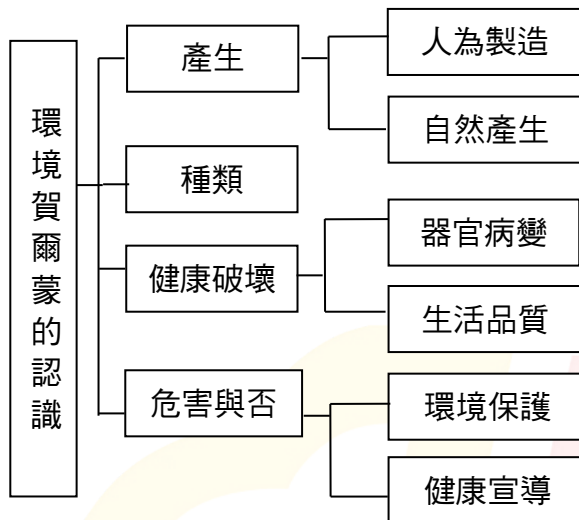 環境賀爾蒙的認識
產生
人為製造
自然產生
種類
健康破壞
器官病變
生活品質
危害與否
環境保護
健康宣導